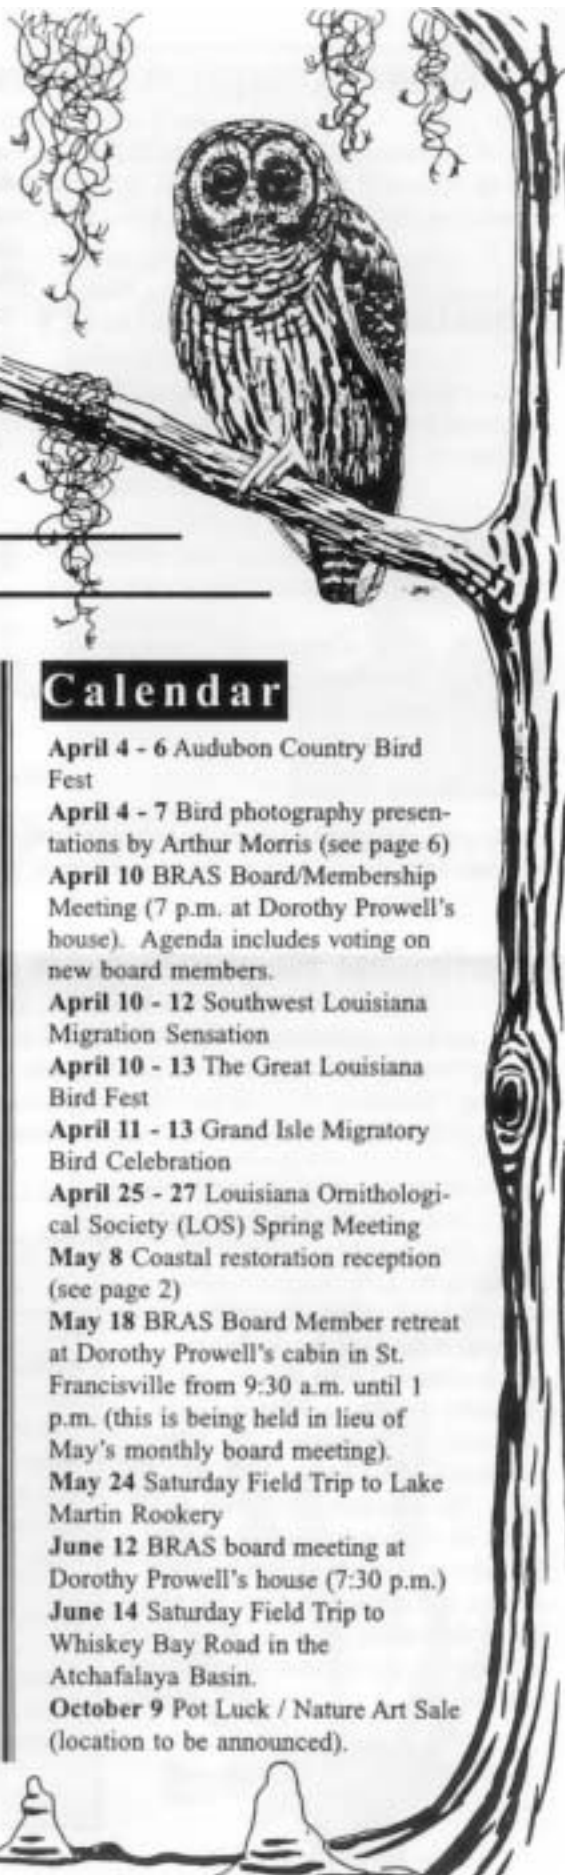 Calendar
April 4 - 6 Audubon Country Bird
Fest
April 4 - 7 Bird photography presen-
tations by Arthur Morris (see page 6)
April 10 BRAS Board/Membership
Meeting (7 p.m. at Dorothy Prowell's
house).  Agenda includes voting on
new board members.
April 10 - 12 Southwest Louisiana
Migration Sensation
April 10 - 13 The Great Louisiana
Bird Fest
April 11 - 13 Grand Isle Migratory
Bird Celebration
April 25 - 27 Louisiana Ornithologi-
cal Society (LOS) Spring Meeting
May 8 Coastal restoration reception
(see page 2)
May 18 BRAS Board Member retreat
at Dorothy Prowell's cabin in St.
Francisville from 9:30 a.m. until 1
p.m. (this is being held in lieu of
May's monthly board meeting).
May 24 Saturday Field Trip to Lake
Martin Rookery
June 12 BRAS board meeting at
Dorothy Prowell's house (7:30 p.m.)
June 14 Saturday Field Trip to
Whiskey Bay Road in the
Atchafalaya Basin.
October 9 Pot Luck / Nature Art Sale
(location to be announced).